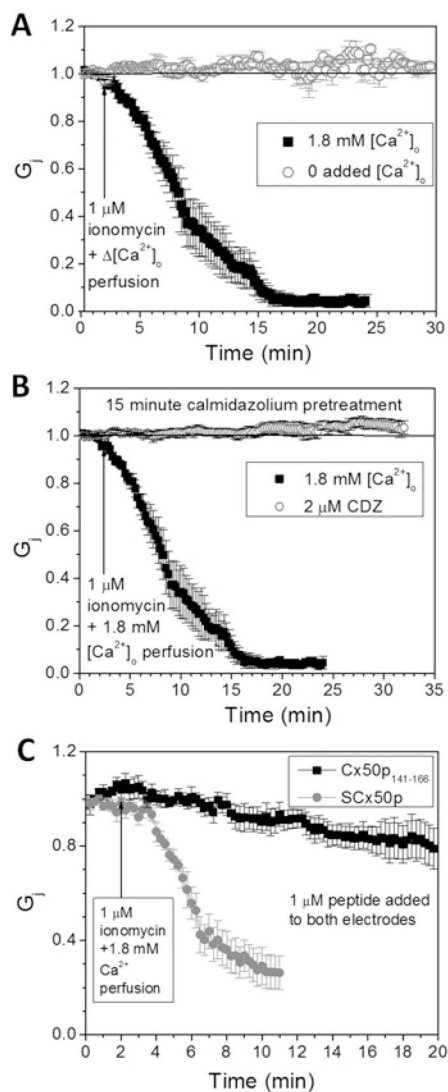 A
1.2
1.0
0.8
0.6
0.4
0.2
0.0
Gj
1.8 mM [Ca²⁺]ₒ
0 added [Ca²⁺]ₒ
1 μM
ionomycin
+ Δ[Ca²⁺]ₒ
perfusion
0 5 10 15 20 25 30
Time (min)
B
1.2
1.0
0.8
0.6
0.4
0.2
0.0
Gj
15 minute calmidazolium pretreatment
1.8 mM [Ca²⁺]ₒ
2 μM CDZ
1 μM
ionomycin
+ 1.8 mM
[Ca²⁺]ₒ perfusion
0 5 10 15 20 25 30 35
Time (min)
C
1.2
0.8
0.4
0.0
Gj
Cx50p₁₄₁₋₁₆₆
SCx50p
1 μM peptide added
to both electrodes
1 μM
ionomycin
+1.8 mM
Ca²⁺
perfusion
0 2 4 6 8 10 12 14 16 18 20
Time (min)